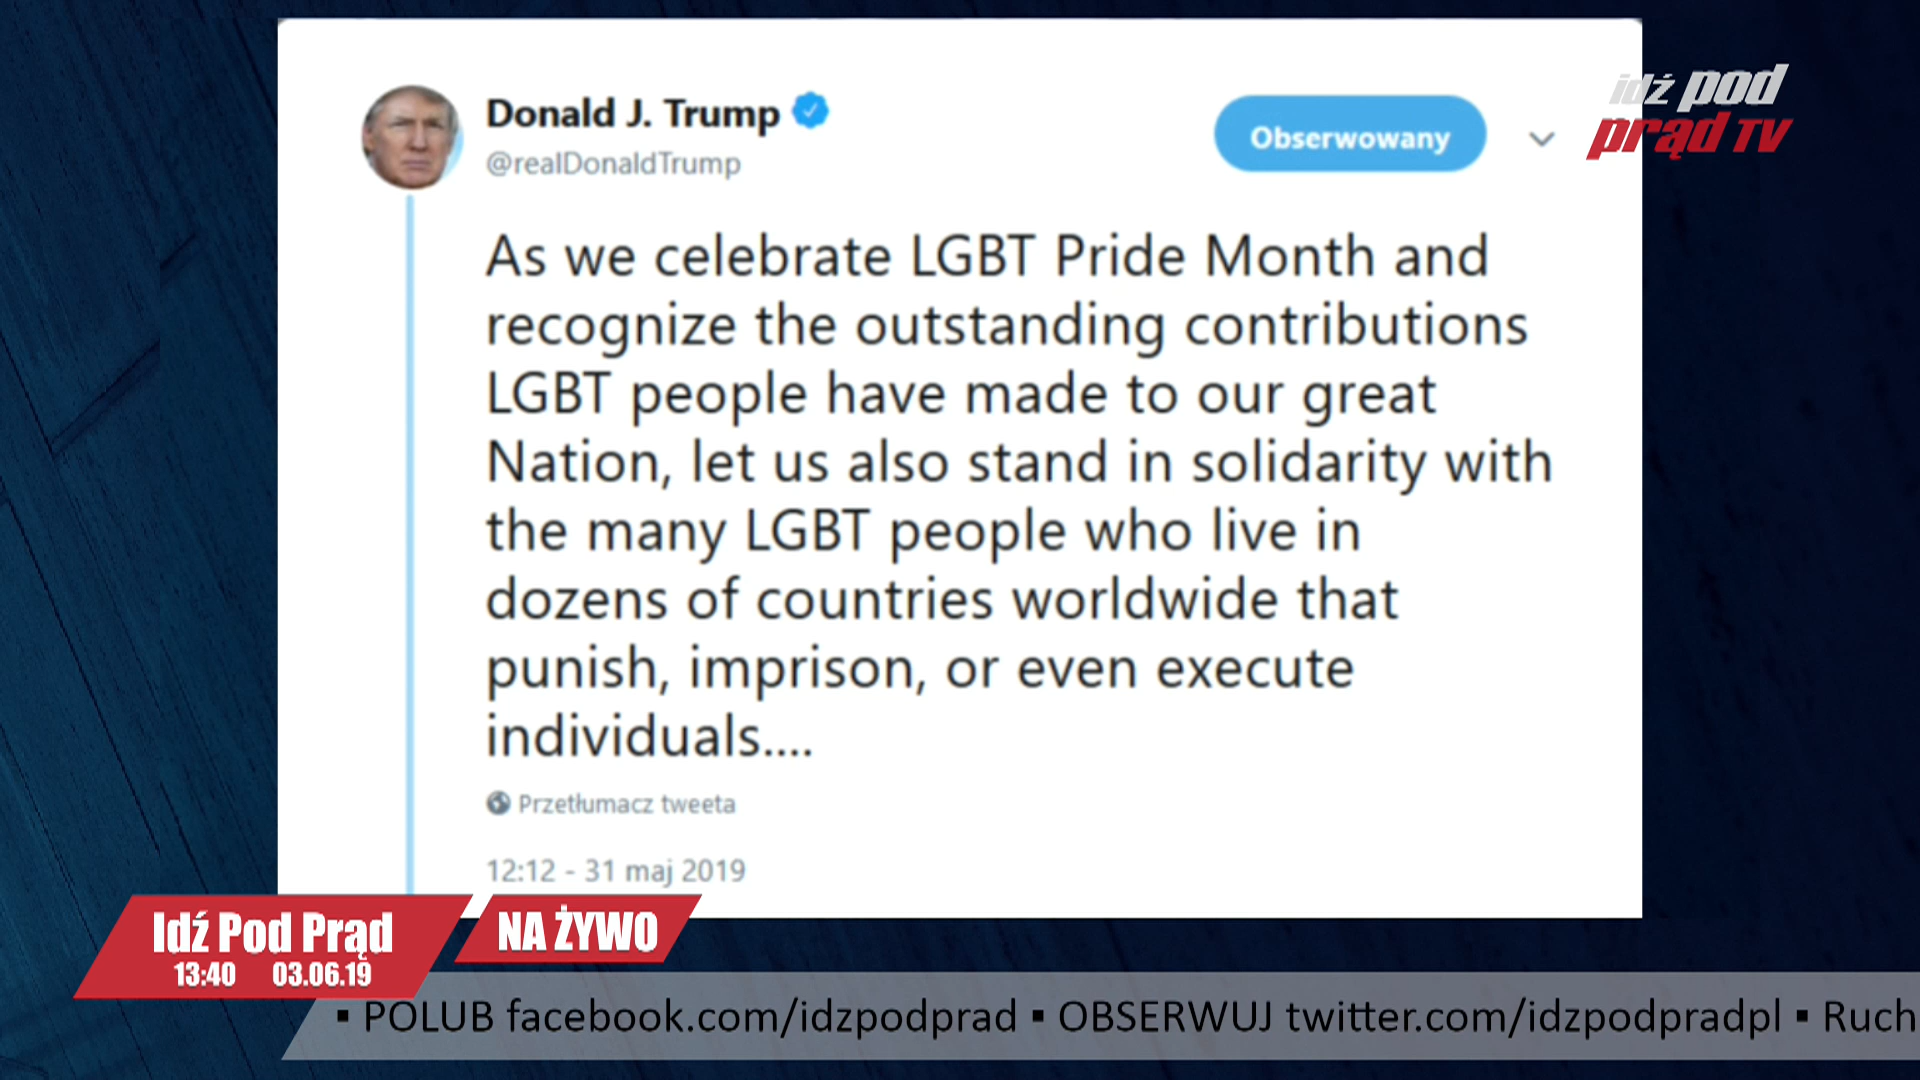 idź pod
prąd TV
Donald J. Trump
@realDonaldTrump
Obserwowany
As we celebrate LGBT Pride Month and
recognize the outstanding contributions
LGBT people have made to our great
Nation, let us also stand in solidarity with
the many LGBT people who live in
dozens of countries worldwide that
punish, imprison, or even execute
individuals....
Przetłumacz tweeta
12:12 - 31 maj 2019
Idź Pod Prąd
13:40 03.06.19
NA ŻYWO
▪ POLUB facebook.com/idzpodprad ▪ OBSERWUJ twitter.com/idzpodpradpl ▪ Ruch